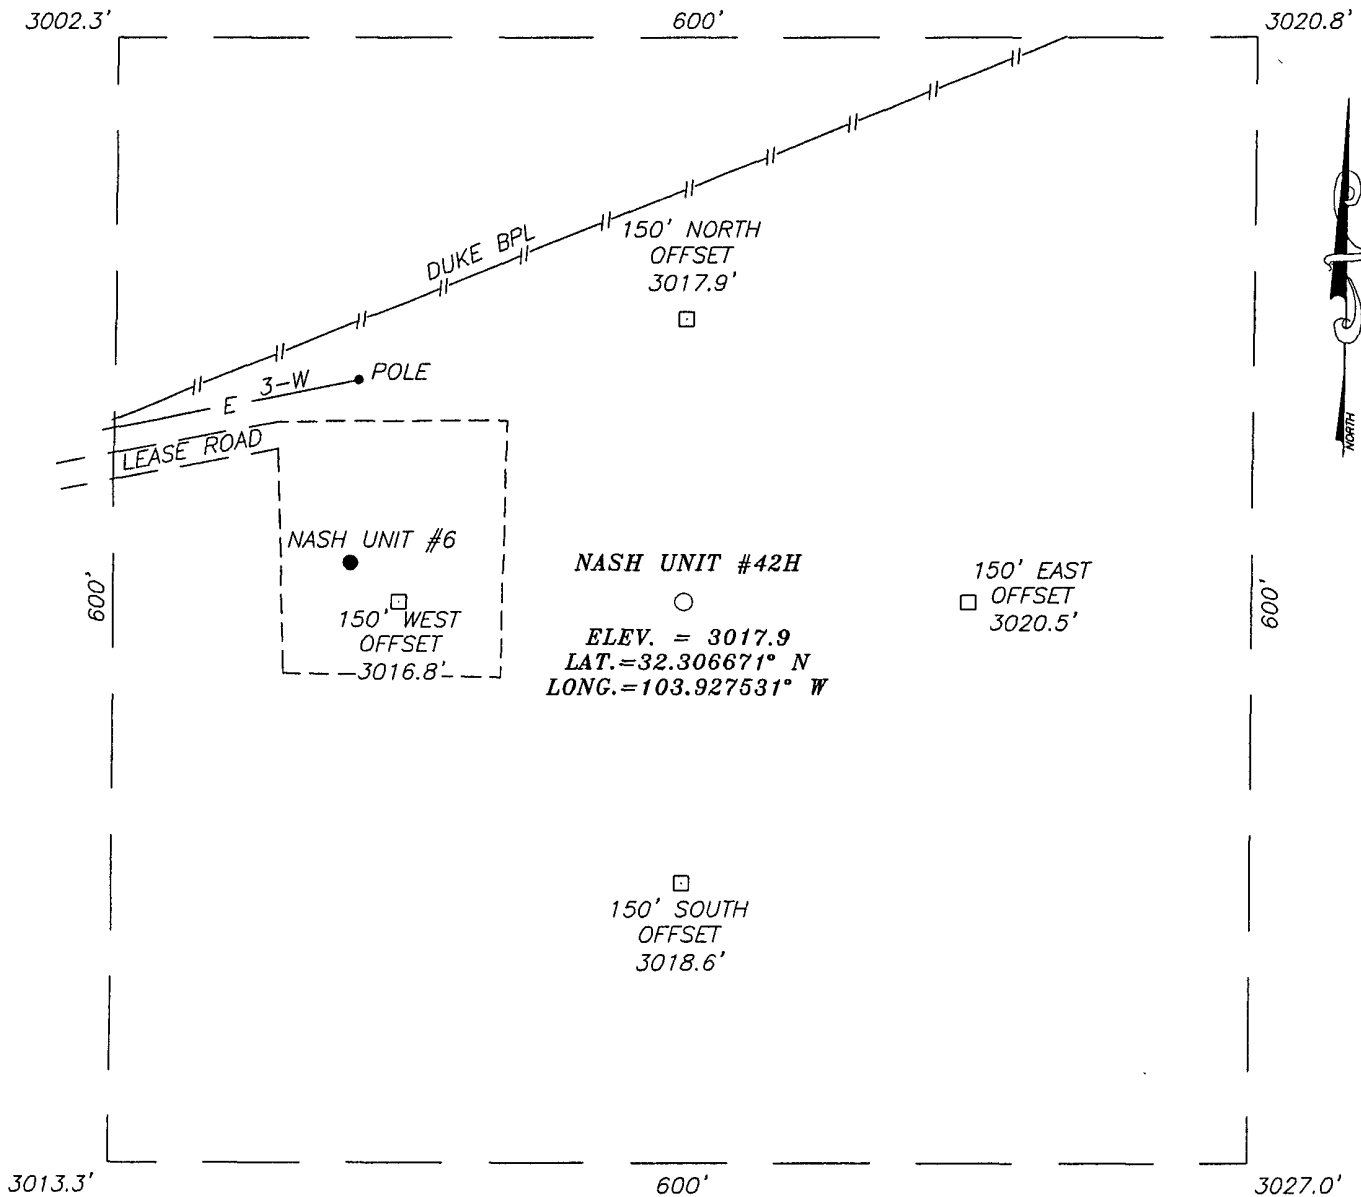 3002.3'
600'
3020.8'
150' NORTH
OFFSET
3017.9'
DUKE BPL
POLE
3-W
E
LEASE ROAD
NORTH
NASH UNIT #6
150' WEST
OFFSET
3016.8'
NASH UNIT #42H
ELEV. = 3017.9
LAT.=32.306671° N
LONG.=103.927531° W
150' EAST
OFFSET
3020.5'
600'
600'
150' SOUTH
OFFSET
3018.6'
3013.3'
600'
3027.0'